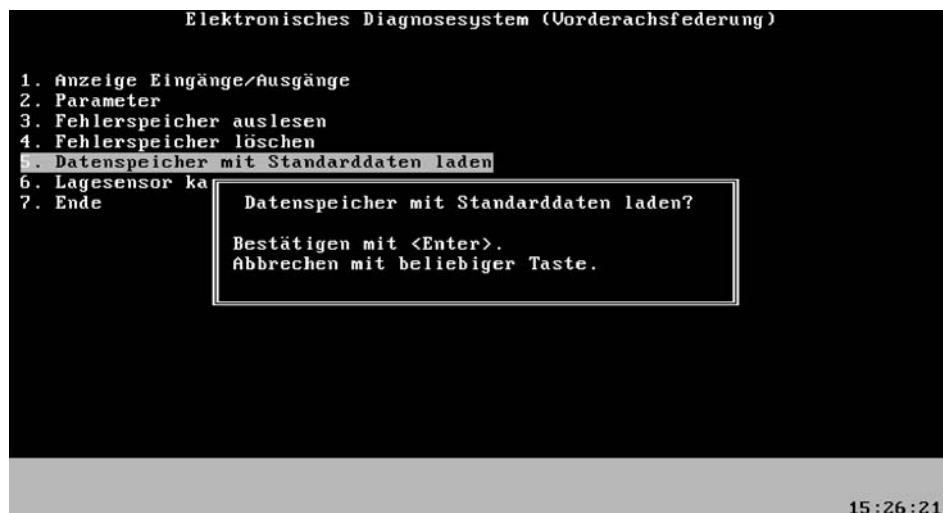 Elektronisches Diagnosesystem (Vorderachsfederung)
1. Anzeige Eingänge/Ausgänge
2. Parameter
3. Fehlerspeicher auslesen
4. Fehlerspeicher löschen
5. Datenspeicher mit Standarddaten laden
6. Lagesensor ka
7. Ende
Datenspeicher mit Standarddaten laden?
Bestätigen mit <Enter>.
Abbrechen mit beliebiger Taste.
15:26:21